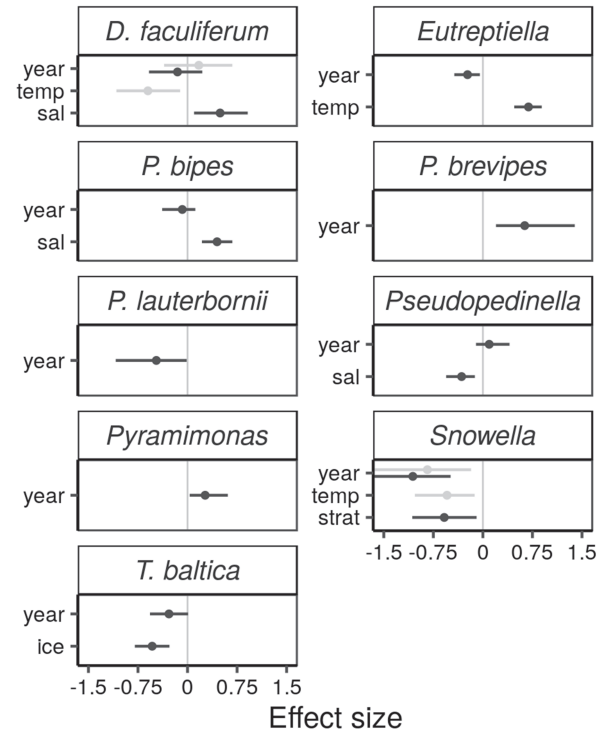 D. faculiferum
year
temp
sal
Eutreptiella
year
temp
P. bipes
year
sal
P. brevipes
year
P. lauterbornii
year
Pseudopedinella
year
sal
Pyramimonas
year
Snowella
year
temp
strat
-1.5 -0.75 0 0.75 1.5
T. baltica
year
ice
-1.5 -0.75 0 0.75 1.5
Effect size